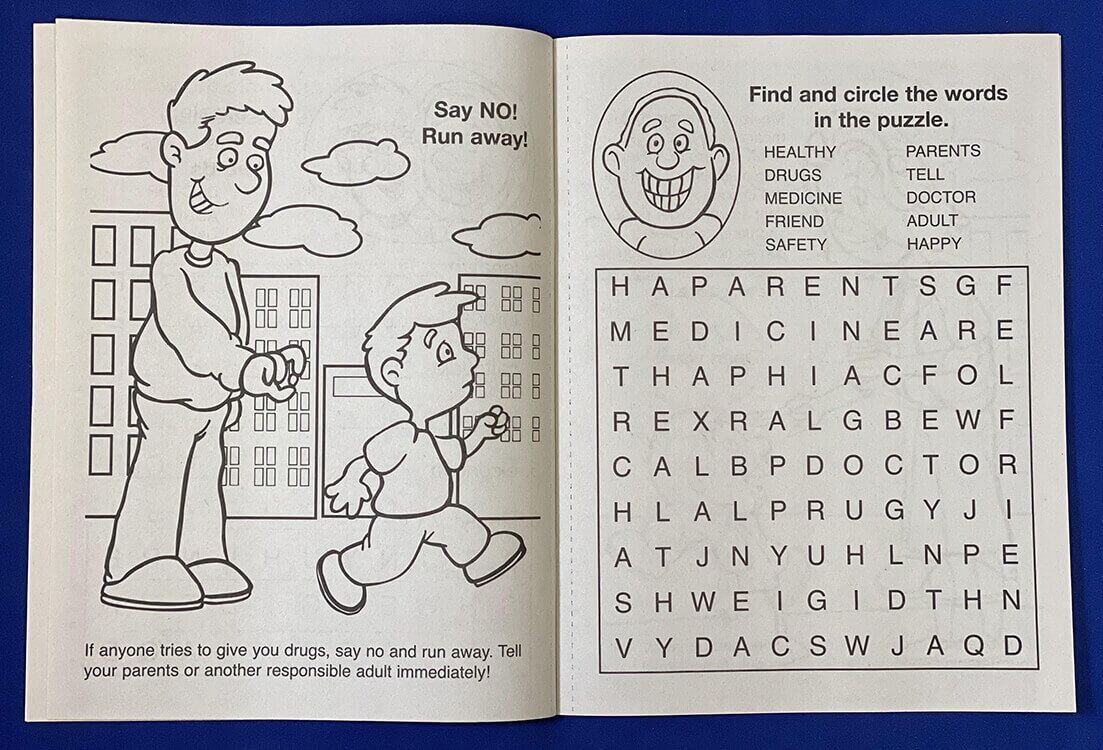 Say NO!
Run away!
If anyone tries to give you drugs, say no and run away. Tell
your parents or another responsible adult immediately!
Find and circle the words
in the puzzle.
HEALTHY PARENTS
DRUGS TELL
MEDICINE DOCTOR
FRIEND ADULT
SAFETY HAPPY
H A P A R E N T S G F
M E D I C I N E A R E
T H A P H I A C F O L
R E X R A L G B E W F
C A L B P D O C T O R
H L A L P R U G Y J I
A T J N Y U H L N P E
S H W E I G I D T H N
V Y D A C S W J A Q D